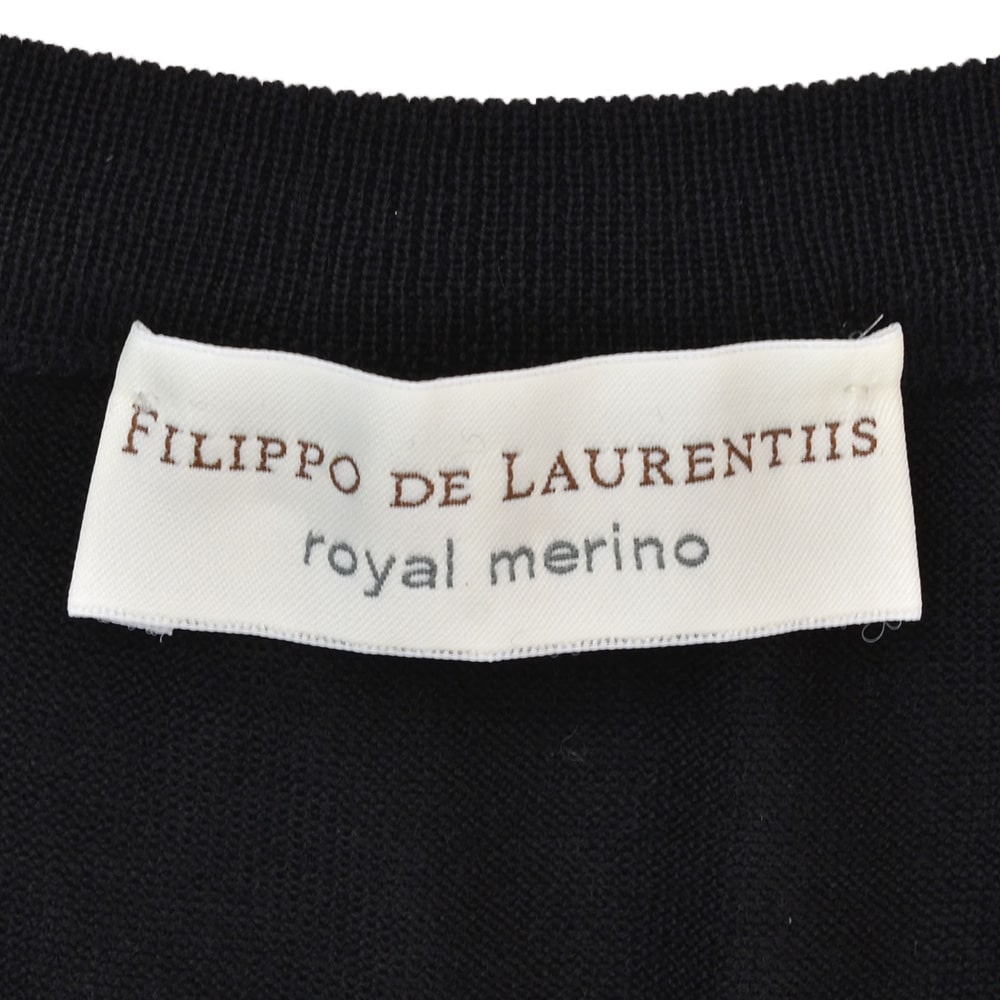 FILIPPO DE LAURENTIIS
royal merino